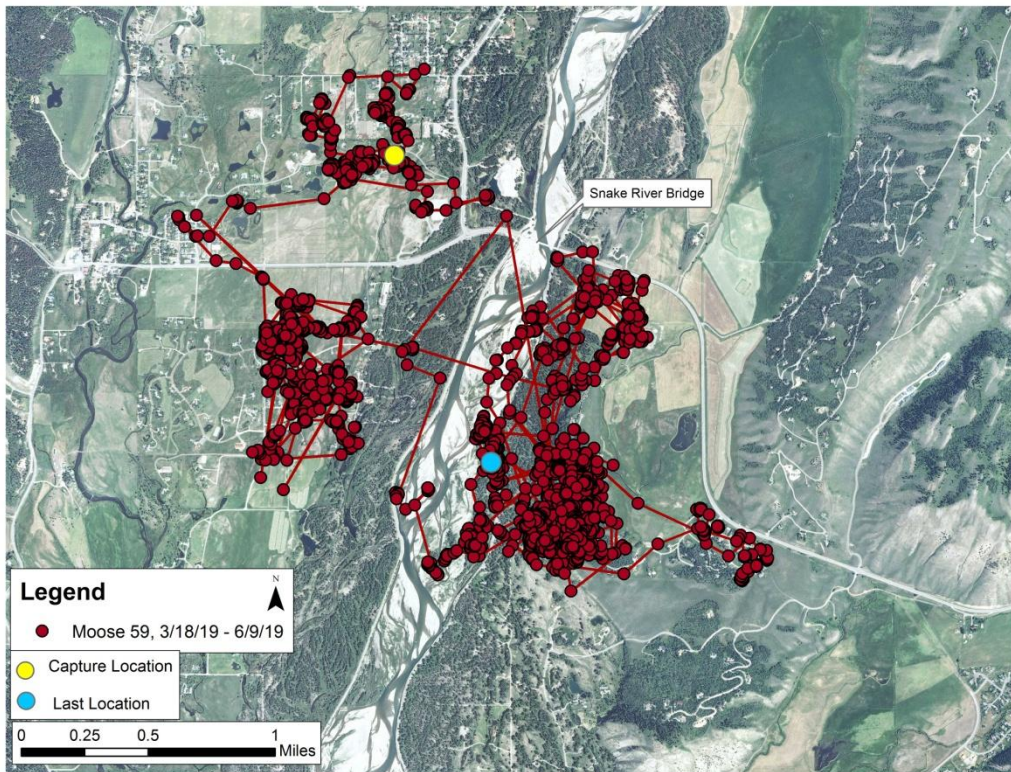 Snake River Bridge
N
Legend
Moose 59, 3/18/19 - 6/9/19
Capture Location
Last Location
0 0.25 0.5 1
Miles